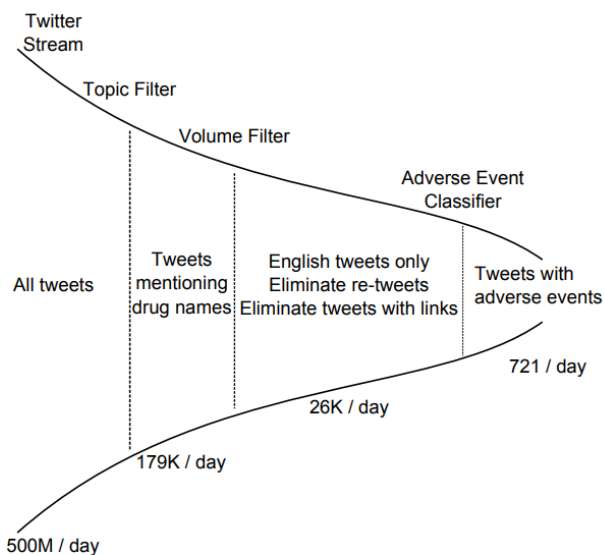 Twitter
Stream
Topic Filter
Volume Filter
Adverse Event
Classifier
All tweets
Tweets
mentioning
drug names
English tweets only
Eliminate re-tweets
Eliminate tweets with links
Tweets with
adverse events
721 / day
26K / day
179K / day
500M / day